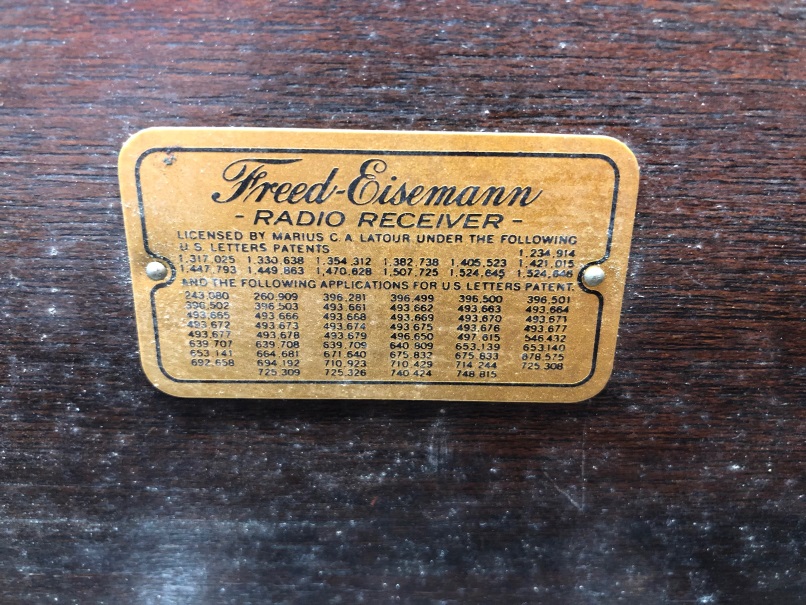 Freed-Eisemann
- RADIO RECEIVER -
LICENSED BY MARIUS C. A. LATOUR UNDER THE FOLLOWING
U.S. LETTERS PATENTS 1,234,914
1,317,025 1,330,638 1,354,312 1,382,738 1,405,523 1,421,015
1,447,793 1,449,863 1,470,628 1,507,725 1,524,645 1,524,646
AND THE FOLLOWING APPLICATIONS FOR U.S. LETTERS PATENT.
243,080 260,909 396,281 396,499 396,500 396,501
396,502 396,503 493,661 493,662 493,663 493,664
493,665 493,666 493,668 493,669 493,670 493,671
493,672 493,673 493,674 493,675 493,676 493,677
493,677 493,678 493,679 496,650 497,615 546,432
639,707 639,708 639,709 640,909 653,139 653,140
653,141 664,681 671,640 675,832 675,833 678,575
692,658 694,192 710,923 710,429 714,244 725,308
725,309 725,326 740,424 748,815